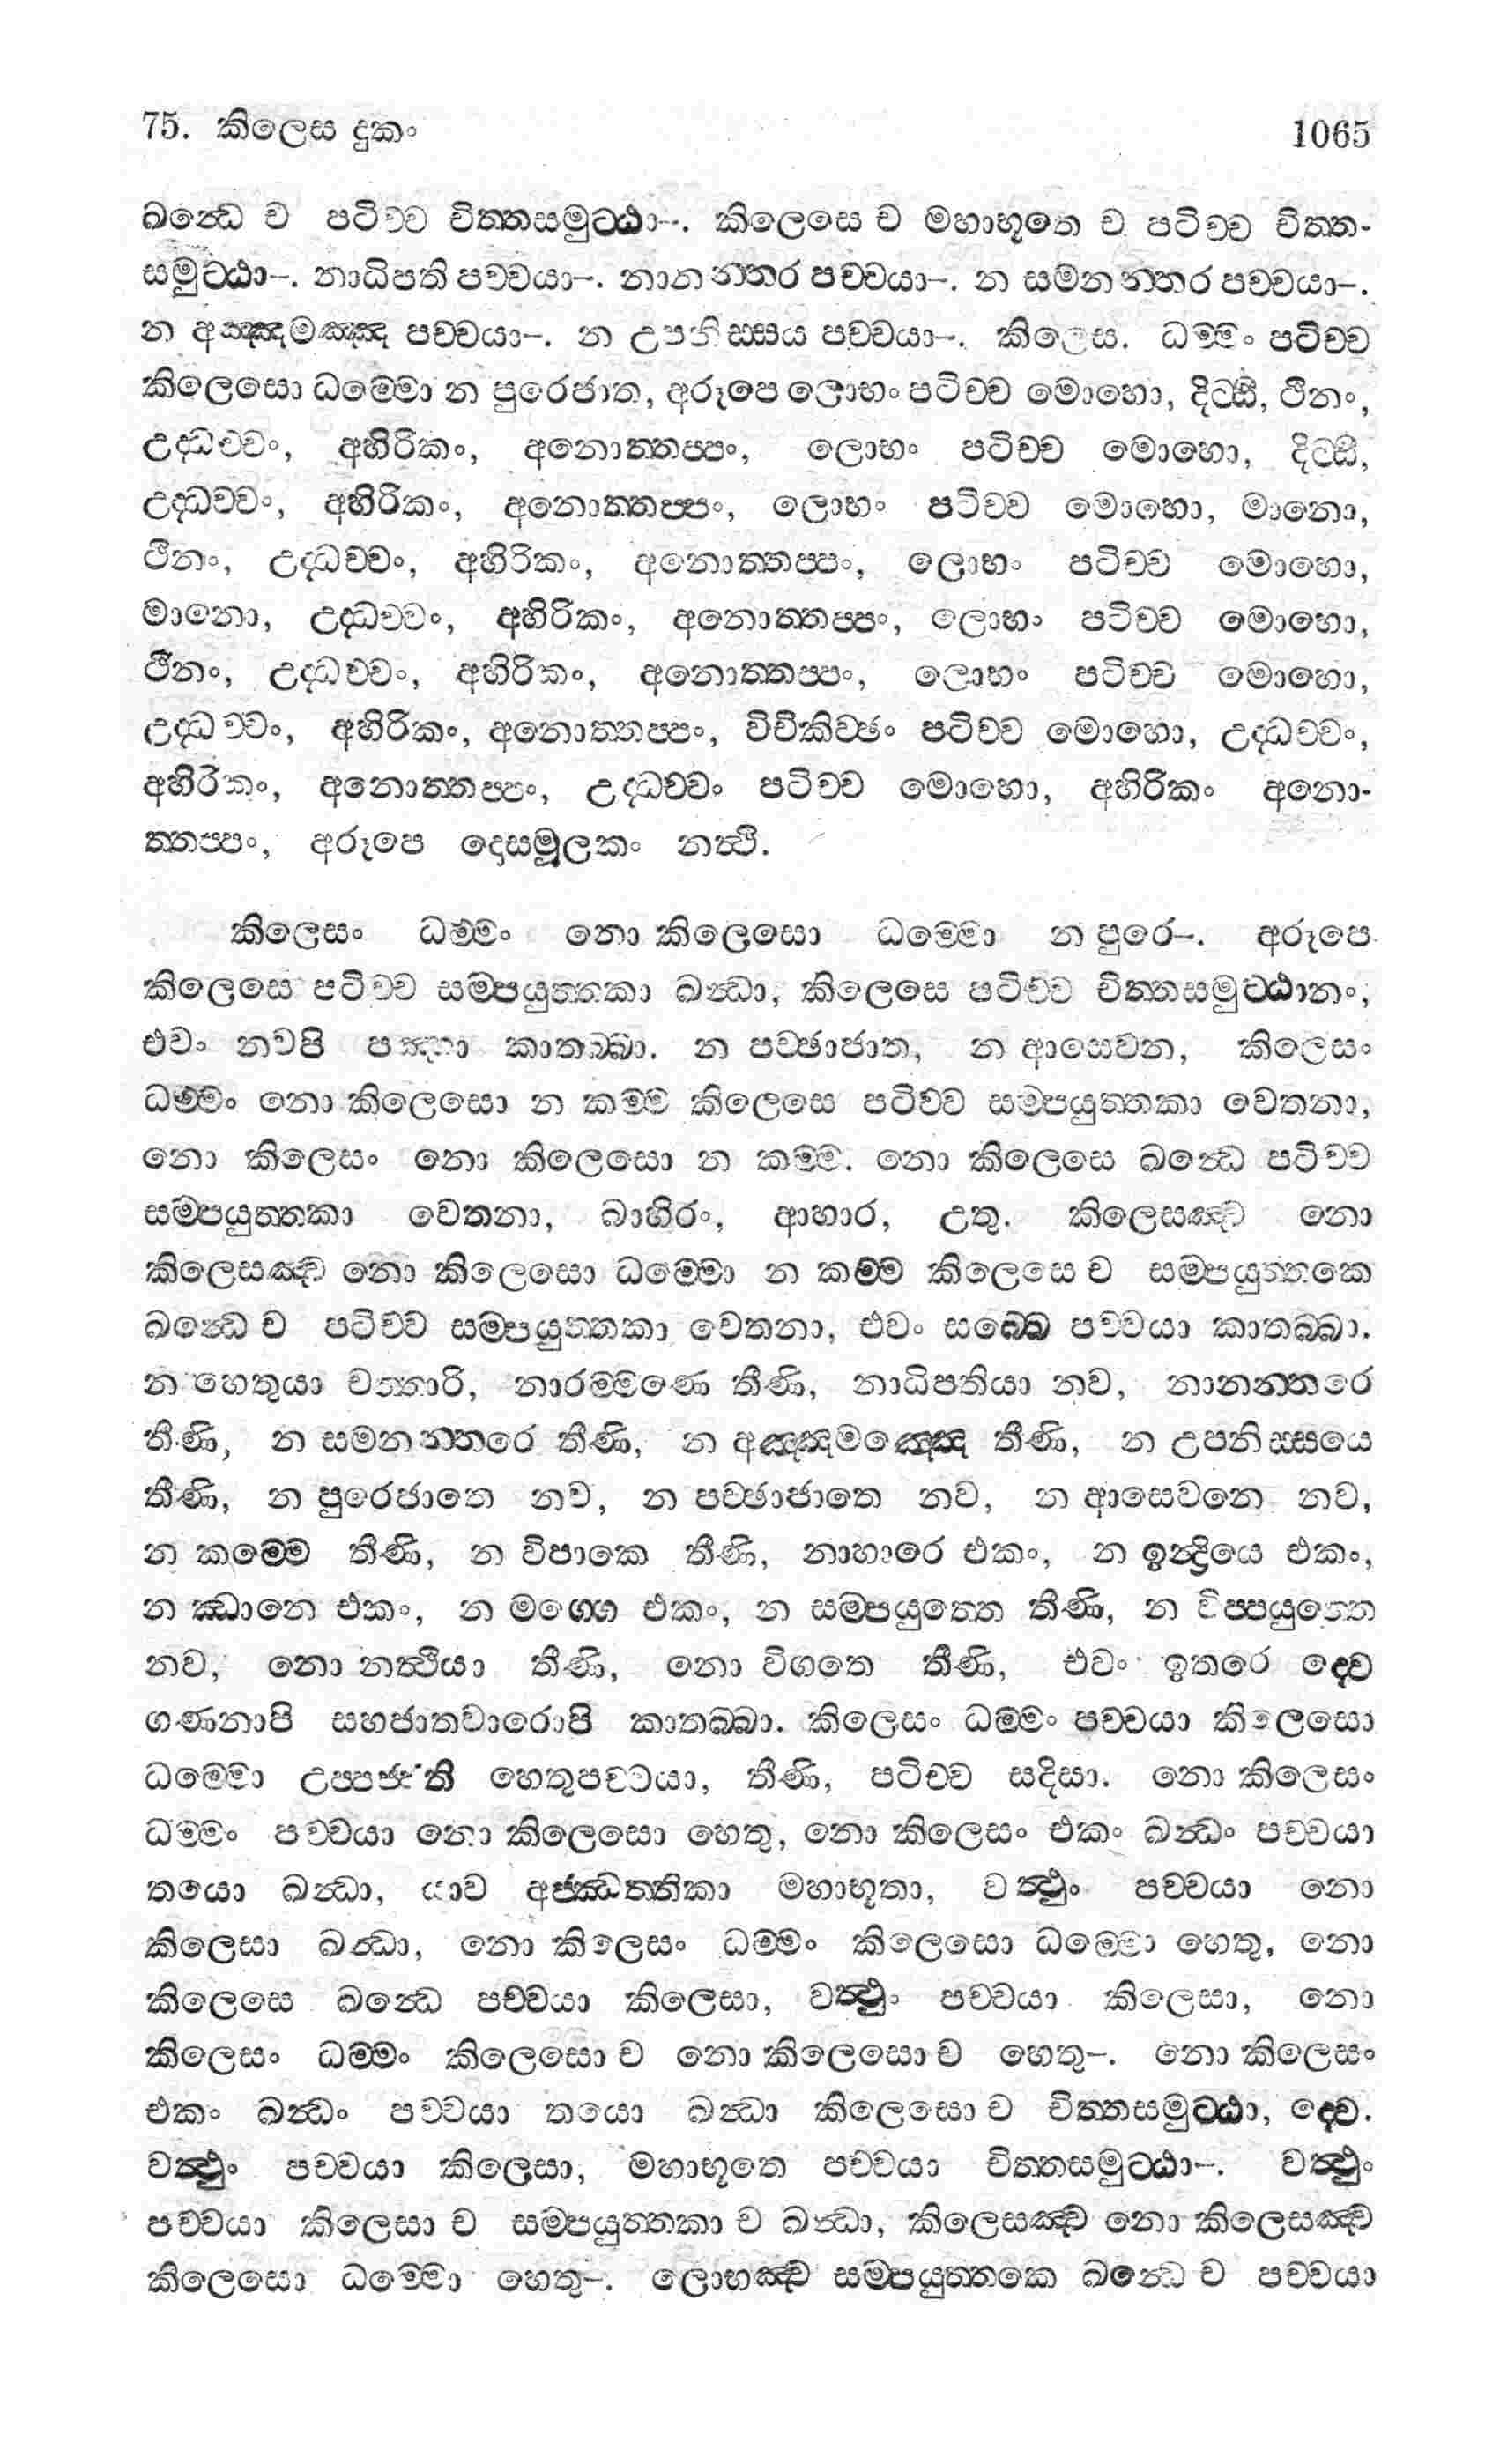 75. කිලෙස දුකං 1065
ඛන්ධෙ ච පටිච්ච චිත්තසමුට්ඨා–. කිලෙසෙ ච මහාභූතෙ ච පටිච්ච චිත්ත-
සමුට්ඨා–. නාධිපති පච්චයා–. නානන්තර පච්චයා–. න සමනන්තර පච්චයා–.
න අඤ්ඤමඤ්ඤ පච්චයා–. න උපනිස්සය පච්චයා–. කිලෙස. ධම්මං පටිච්ච
කිලෙසො ධම්මො න පුරෙජාත, අරූපෙ ලොභං පටිච්ච මොහො, දිට්ඨි, ථිනං,
උද්ධච්චං, අහිරිකං, අනොත්තප්පං, ලොභං පටිච්ච මොහො, දිට්ඨි,
උද්ධච්චං, අහිරිකං, අනොත්තප්පං, ලොභං පටිච්ච මොහො, මානො,
ථිනං, උද්ධච්චං, අහිරිකං, අනොත්තප්පං, ලොභං පටිච්ච මොහො,
මානො, උද්ධච්චං, අහිරිකං, අනොත්තප්පං, ලොභං පටිච්ච මොහො,
ථිනං, උද්ධච්චං, අහිරිකං, අනොත්තප්පං, ලොභං පටිච්ච මොහො,
උද්ධච්චං, අහිරිකං, අනොත්තප්පං, විචිකිච්ඡං පටිච්ච මොහො, උද්ධච්චං,
අහිරිකං, අනොත්තප්පං, උද්ධච්චං පටිච්ච මොහො, අහිරිකං අනො-
ත්තප්පං, අරූපෙ දොසමූලකං නත්ථි.
කිලෙසං ධම්මං නො කිලෙසො ධම්මො න පුරෙ–. අරූපෙ
කිලෙසෙ පටිච්ච සම්පයුත්තකා ඛන්ධා, කිලෙසෙ පටිච්ච චිත්තසමුට්ඨානං,
එවං නවපි පඤ්හා කාතබ්බා. න පච්ඡාජාත, න ආසෙවන, කිලෙසං
ධම්මං නො කිලෙසො න කම්ම කිලෙසෙ පටිච්ච සම්පයුත්තකා චෙතනා,
නො කිලෙසං නො කිලෙසො න කම්ම. නො කිලෙසෙ ඛන්ධෙ පටිච්ච
සම්පයුත්තකා චෙතනා, බාහිරං, ආහාර, උතු. කිලෙසඤ්ච නො
කිලෙසඤ්ච නො කිලෙසො ධම්මො න කම්ම කිලෙසෙ ච සම්පයුත්තකෙ
ඛන්ධෙ ච පටිච්ච සම්පයුත්තකා චෙතනා, එවං සබ්බෙ පච්චයා කාතබ්බා.
න හෙතුයා චත්තාරි, නාරම්මණෙ තීණි, නාධිපතියා නව, නානන්තරෙ
තීණි, න සමනන්තරෙ තීණි, න අඤ්ඤමඤ්ඤෙ තීණි, න උපනිස්සයෙ
තීණි, න පුරෙජාතෙ නව, න පච්ඡාජාතෙ නව, න ආසෙවනෙ නව,
න කම්මෙ තීණි, න විපාකෙ තීණි, නාහාරෙ එකං, න ඉන්ද්‍රියෙ එකං,
න ඣානෙ එකං, න මග්ගෙ එකං, න සම්පයුත්තෙ තීණි, න විප්පයුත්තෙ
නව, නො නත්ථියා තීණි, නො විගතෙ තීණි, එවං ඉතරෙ ද්වෙ
ගණනාපි සහජාතවාරොපි කාතබ්බා. කිලෙසං ධම්මං පච්චයා කිලෙසො
ධම්මො උප්පජ්ජති හෙතුපච්චයා, තීණි, පටිච්ච සදිසා. නො කිලෙසං
ධම්මං පච්චයා නො කිලෙසො හෙතු, නො කිලෙසං එකං ඛන්ධං පච්චයා
තයො ඛන්ධා, යාව අජ්ඣත්තිකා මහාභූතා, වත්ථුං පච්චයා නො
කිලෙසා ඛන්ධා, නො කිලෙසං ධම්මං කිලෙසො ධම්මො හෙතු, නො
කිලෙසෙ ඛන්ධෙ පච්චයා කිලෙසා, වත්ථුං පච්චයා කිලෙසා, නො
කිලෙසං ධම්මං කිලෙසො ච නො කිලෙසො ච හෙතු–. නො කිලෙසං
එකං ඛන්ධං පච්චයා තයො ඛන්ධා කිලෙසො ච චිත්තසමුට්ඨා, ද්වෙ.
වත්ථුං පච්චයා කිලෙසා, මහාභූතෙ පච්චයා චිත්තසමුට්ඨා–. වත්ථුං
පච්චයා කිලෙසා ච සම්පයුත්තකා ච ඛන්ධා, කිලෙසඤ්ච නො කිලෙසඤ්ච
කිලෙසො ධම්මො හෙතු–. ලොභඤ්ච සම්පයුත්තකෙ ඛන්ධෙ ච පච්චයා